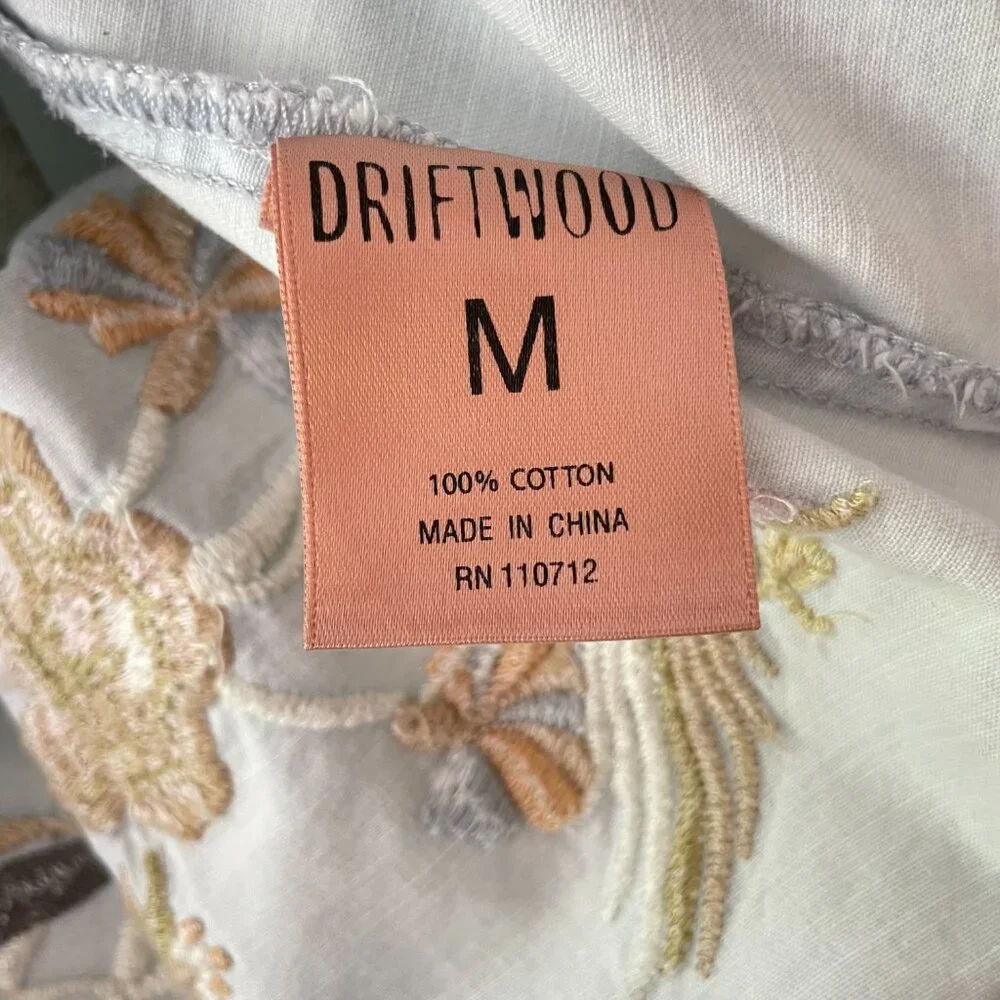 DRIFTWOOD
M
100% COTTON
MADE IN CHINA
RN 110712